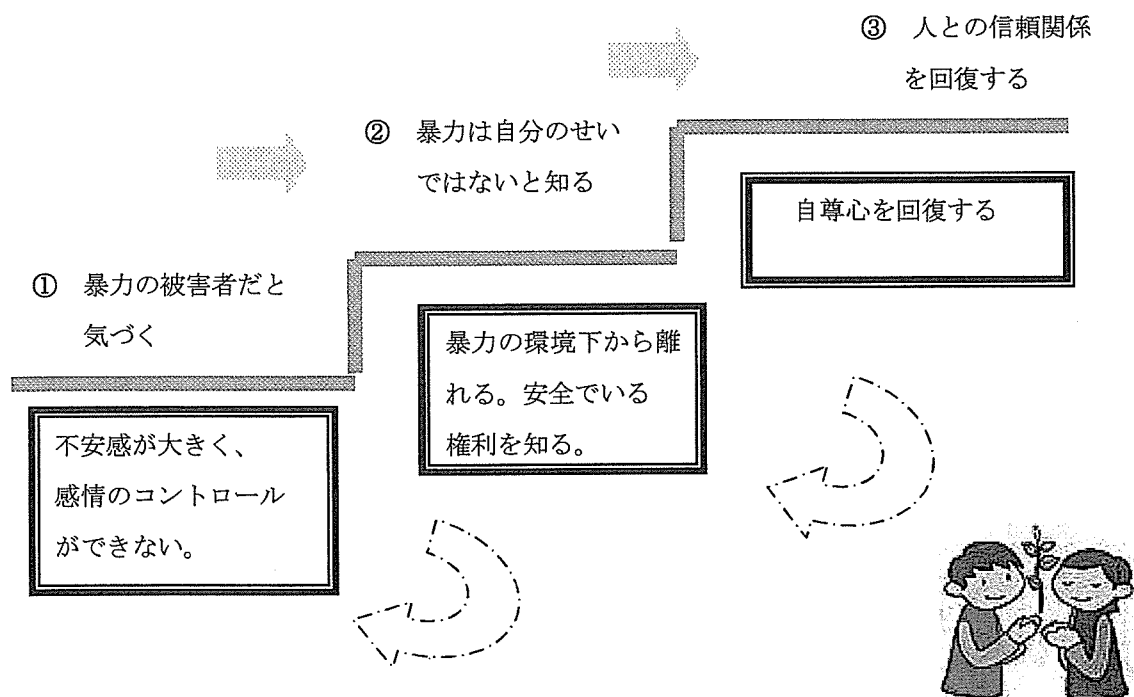 ① 暴力の被害者だと
気づく
不安感が大きく、
感情のコントロール
ができない。
② 暴力は自分のせい
ではないと知る
暴力の環境下から離
れる。安全でいる
権利を知る。
③ 人との信頼関係
を回復する
自尊心を回復する